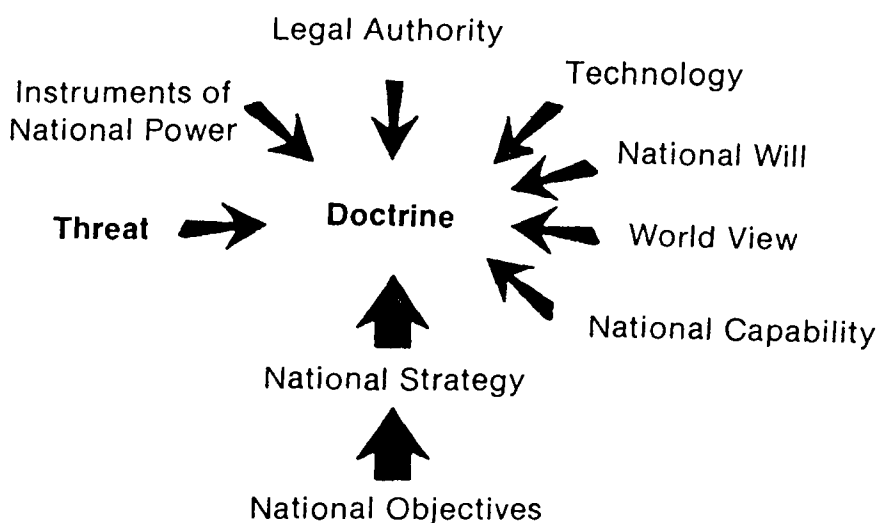 Legal Authority
Instruments of
National Power
Technology
National Will
Threat
Doctrine
World View
National Capability
National Strategy
National Objectives